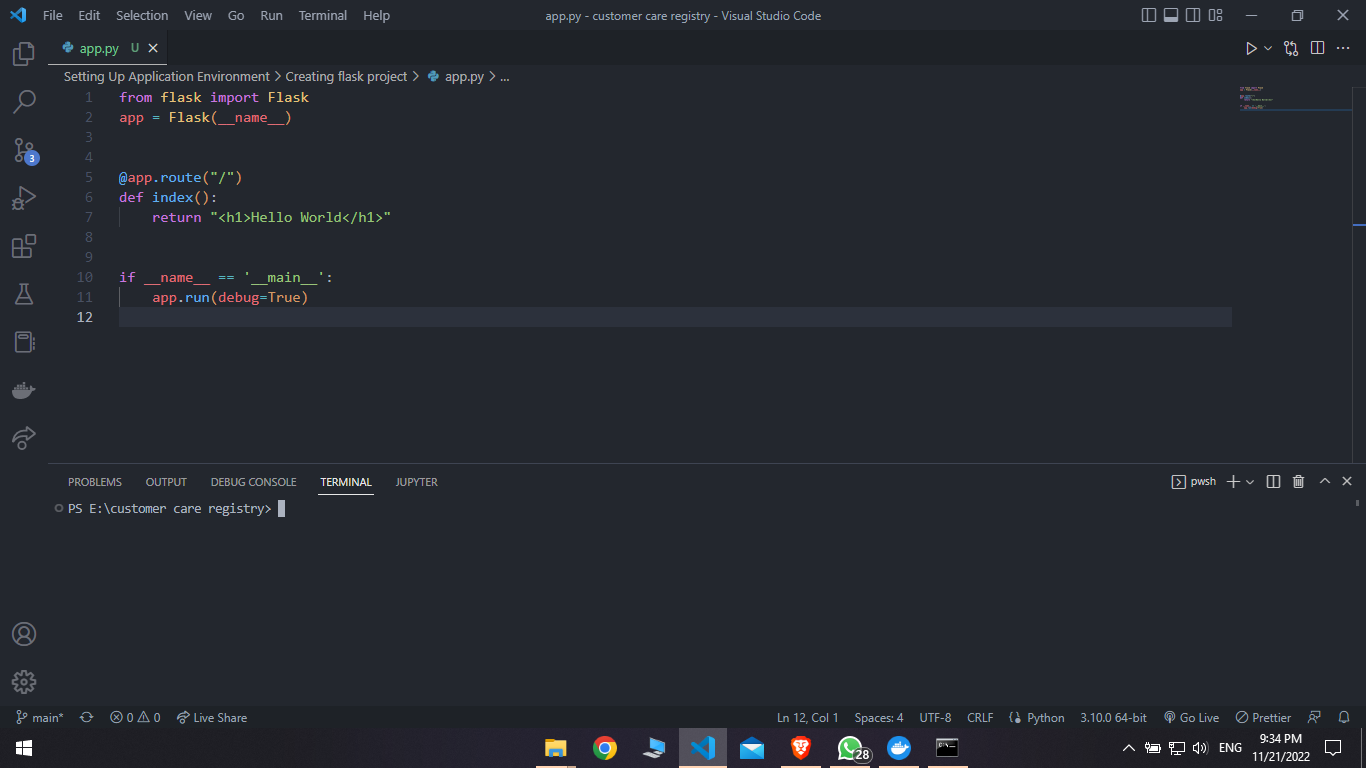 File Edit Selection View Go Run Terminal Help app.py - customer care registry - Visual Studio Code
app.py U
Setting Up Application Environment > Creating flask project > app.py > ...
1 from flask import Flask
2 app = Flask(__name__)
3
4
5 @app.route("/")
6 def index():
7 return "<h1>Hello World</h1>"
8
9
10 if __name__ == '__main__':
11 app.run(debug=True)
12
3
PROBLEMS OUTPUT DEBUG CONSOLE TERMINAL JUPYTER pwsh
PS E:\customer care registry>
main* 0 0 Live Share Ln 12, Col 1 Spaces: 4 UTF-8 CRLF Python 3.10.0 64-bit Go Live Prettier
28 ENG 9:34 PM
11/21/2022